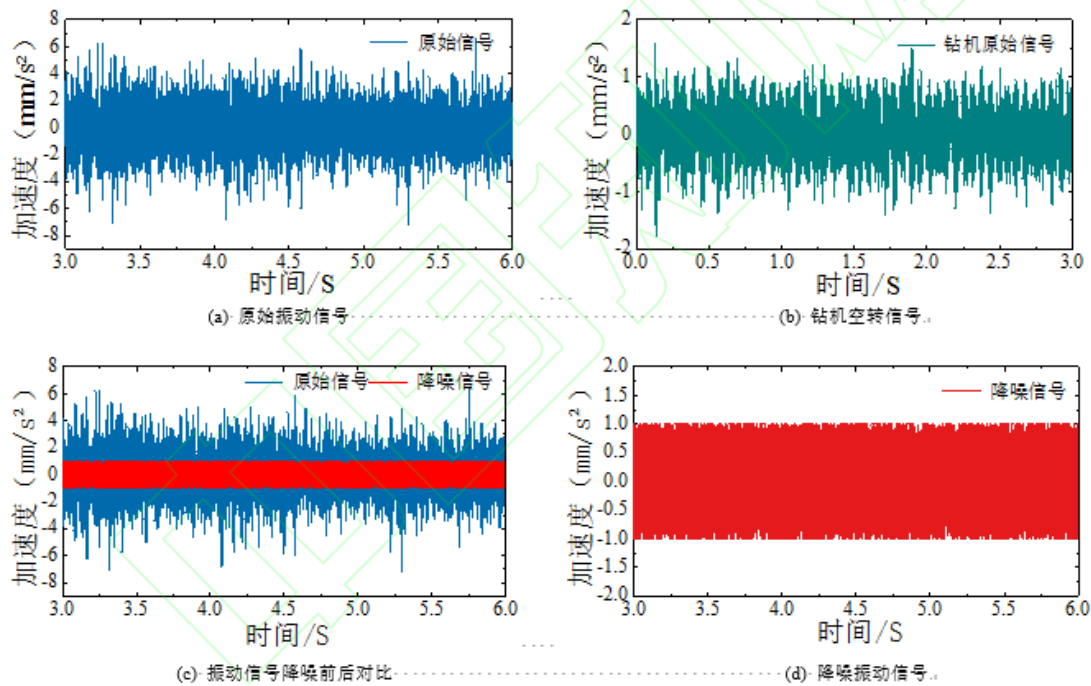 原始信号
加速度（mm/s²）
8
6
4
2
0
-2
-4
-6
-8
3.0 3.5 4.0 4.5 5.0 5.5 6.0
时间/S
(a) 原始振动信号
钻机原始信号
加速度（mm/s²）
2
1
0
-1
-2
0.0 0.5 1.0 1.5 2.0 2.5 3.0
时间/S
(b) 钻机空转信号
原始信号 降噪信号
加速度（mm/s²）
8
6
4
2
0
-2
-4
-6
-8
3.0 3.5 4.0 4.5 5.0 5.5 6.0
时间/S
(c) 振动信号降噪前后对比
降噪信号
加速度（mm/s²）
2.0
1.5
1.0
0.5
0.0
-0.5
-1.0
-1.5
-2.0
3.0 3.5 4.0 4.5 5.0 5.5 6.0
时间/S
(d) 降噪振动信号